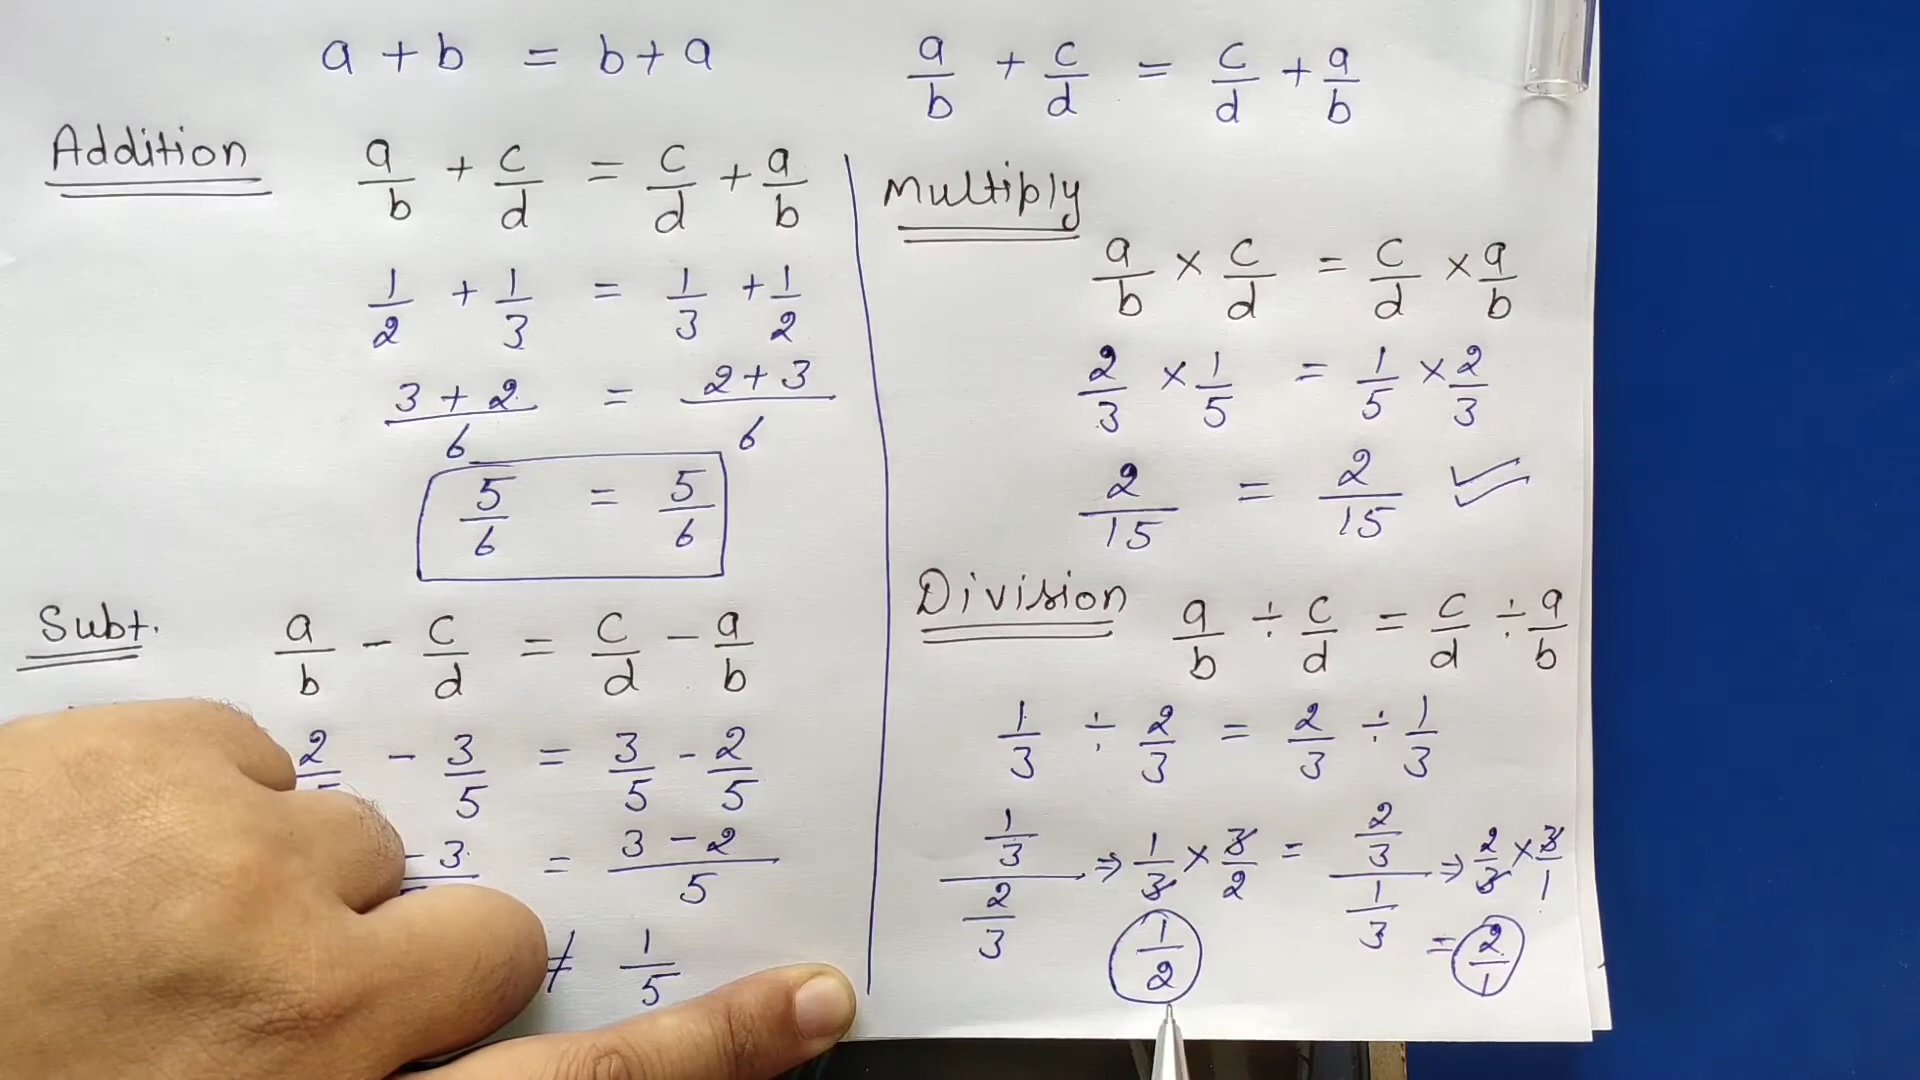 a + b = b + a
a/b + c/d = c/d + a/b
Addition a/b + c/d = c/d + a/b
1/2 + 1/3 = 1/3 + 1/2
3 + 2/6 = 2 + 3/6
5/6 = 5/6
Subt. a/b - c/d = c/d - a/b
2/ - 3/5 = 3/5 - 2/5
- 3 = 3 - 2/5
≠ 1/5
Multiply
a/b × c/d = c/d × a/b
2/3 × 1/5 = 1/5 × 2/3
2/15 = 2/15 ✓
Division a/b ÷ c/d = c/d ÷ a/b
1/3 ÷ 2/3 = 2/3 ÷ 1/3
1/3/2/3 ⇒ 1/3 × 3/2 = 2/3/1/3 ⇒ 2/3 × 3/1
1/2 = 2/1